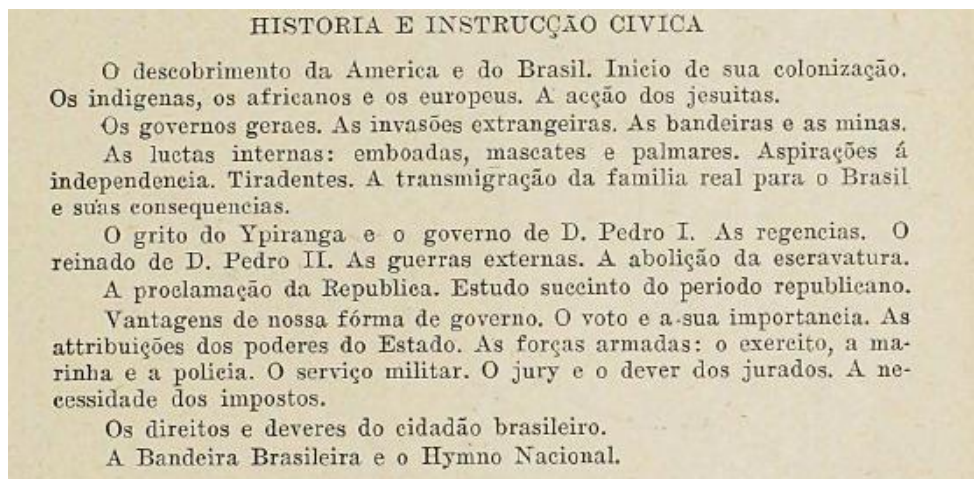 HISTORIA E INSTRUCÇÃO CIVICA
O descobrimento da America e do Brasil. Inicio de sua colonização.
Os indigenas, os africanos e os europeus. A acção dos jesuitas.
Os governos geraes. As invasões extrangeiras. As bandeiras e as minas.
As luctas internas: emboadas, mascates e palmares. Aspirações á
independencia. Tiradentes. A transmigração da familia real para o Brasil
e suas consequencias.
O grito do Ypiranga e o governo de D. Pedro I. As regencias. O
reinado de D. Pedro II. As guerras externas. A abolição da escravatura.
A proclamação da Republica. Estudo succinto do periodo republicano.
Vantagens de nossa fórma de governo. O voto e a sua importancia. As
attribuições dos poderes do Estado. As forças armadas: o exercito, a ma-
rinha e a policia. O serviço militar. O jury e o dever dos jurados. A ne-
cessidade dos impostos.
Os direitos e deveres do cidadão brasileiro.
A Bandeira Brasileira e o Hymno Nacional.